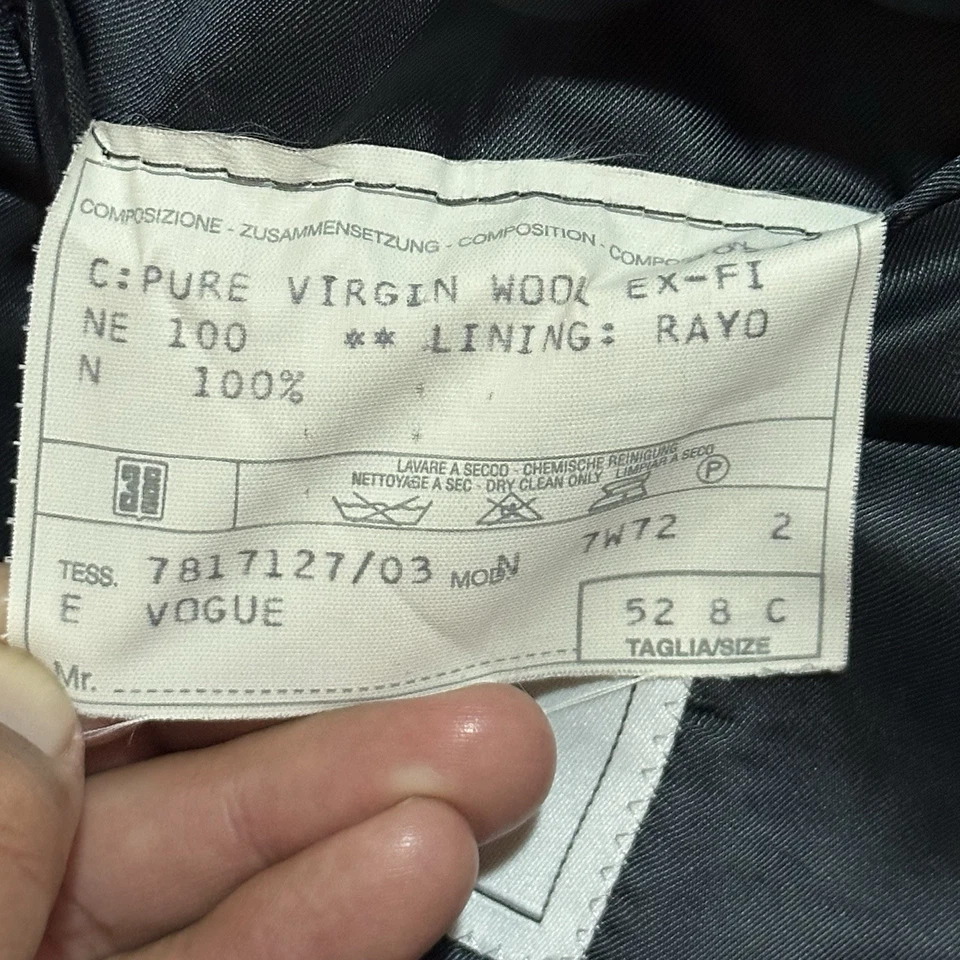 COMPOSIZIONE - ZUSAMMENSETZUNG - COMPOSITION -
C:PURE VIRGIN WOOL EX-FI
NE 100 ** LINING: RAYO
N 100%
LAVARE A SECCO - CHEMISCHE REINIGUNG
NETTOYAGE A SEC - DRY CLEAN ONLY LIMPIAR A SECO
P
TESS. 7817127/03 MOD. N 7W72 2
E VOGUE
52 8 C
TAGLIA/SIZE
Mr.